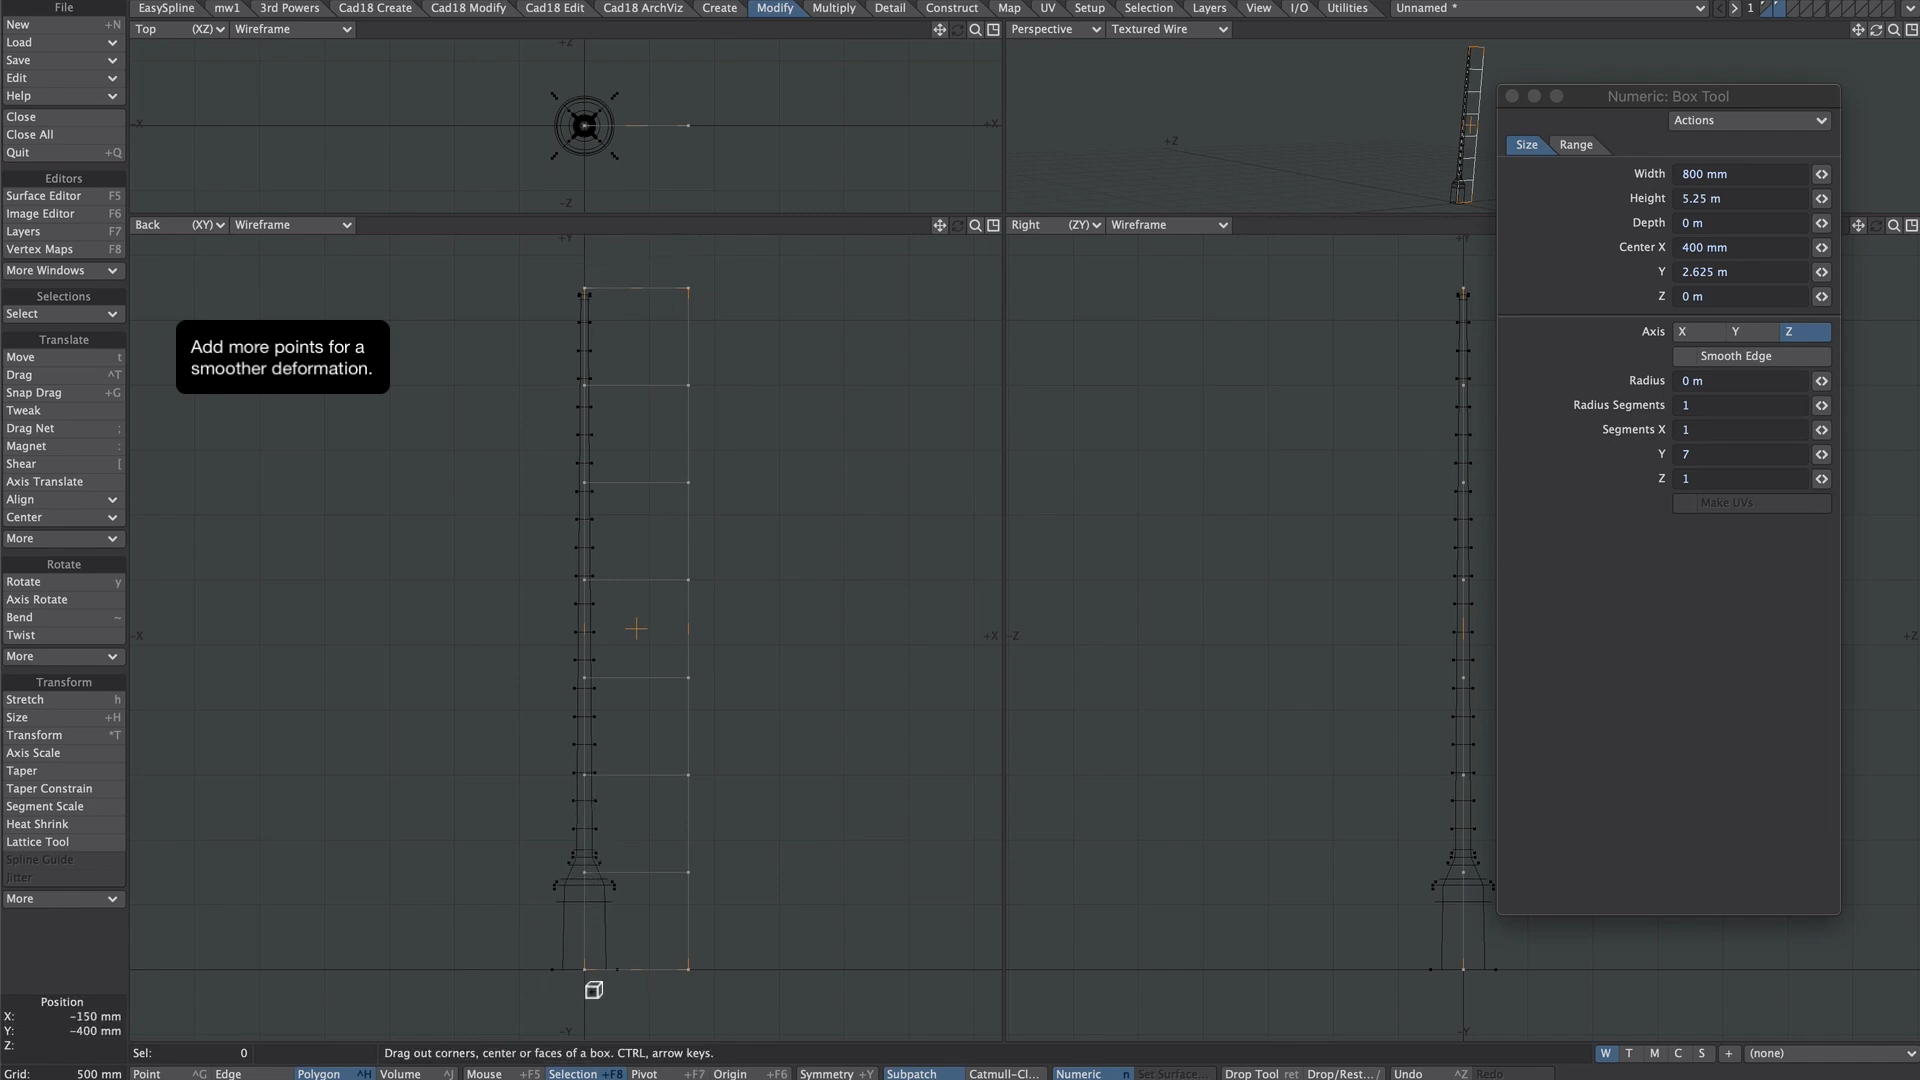 File EasySpline mw1 3rd Powers Cad18 Create Cad18 Modify Cad18 Edit Cad18 ArchViz Create Modify Multiply Detail Construct Map UV Setup Selection Layers View I/O Utilities Unnamed * 1
New +N
Load
Save
Edit
Help
Close
Close All
Quit +Q
Editors
Surface Editor F5
Image Editor F6
Layers F7
Vertex Maps F8
More Windows
Selections
Select
Translate
Move t
Drag ^T
Snap Drag +G
Tweak
Drag Net ;
Magnet :
Shear [
Axis Translate
Align
Center
More
Rotate
Rotate y
Axis Rotate
Bend ~
Twist
More
Transform
Stretch h
Size +H
Transform *T
Axis Scale
Taper
Taper Constrain
Segment Scale
Heat Shrink
Lattice Tool
Spline Guide
Jitter
More
Position
X: -150 mm
Y: -400 mm
Z:
Grid: 500 mm
Top (XZ) Wireframe
+Z
-X +X
-Z
Perspective Textured Wire
+Z
Back (XY) Wireframe
+Y
-X +X
-Y
Add more points for a
smoother deformation.
Right (ZY) Wireframe
+Y
-Z +Z
-Y
Numeric: Box Tool
Actions
Size Range
Width 800 mm
Height 5.25 m
Depth 0 m
Center X 400 mm
Y 2.625 m
Z 0 m
Axis X Y Z
Smooth Edge
Radius 0 m
Radius Segments 1
Segments X 1
Y 7
Z 1
Make UVs
Sel: 0 Drag out corners, center or faces of a box. CTRL, arrow keys. W T M C S + (none)
Point ^G Edge Polygon ^H Volume ^J Mouse +F5 Selection +F8 Pivot +F7 Origin +F6 Symmetry +Y Subpatch Catmull-Cl... Numeric n Set Surface... Drop Tool ret Drop/Rest... / Undo ^Z Redo